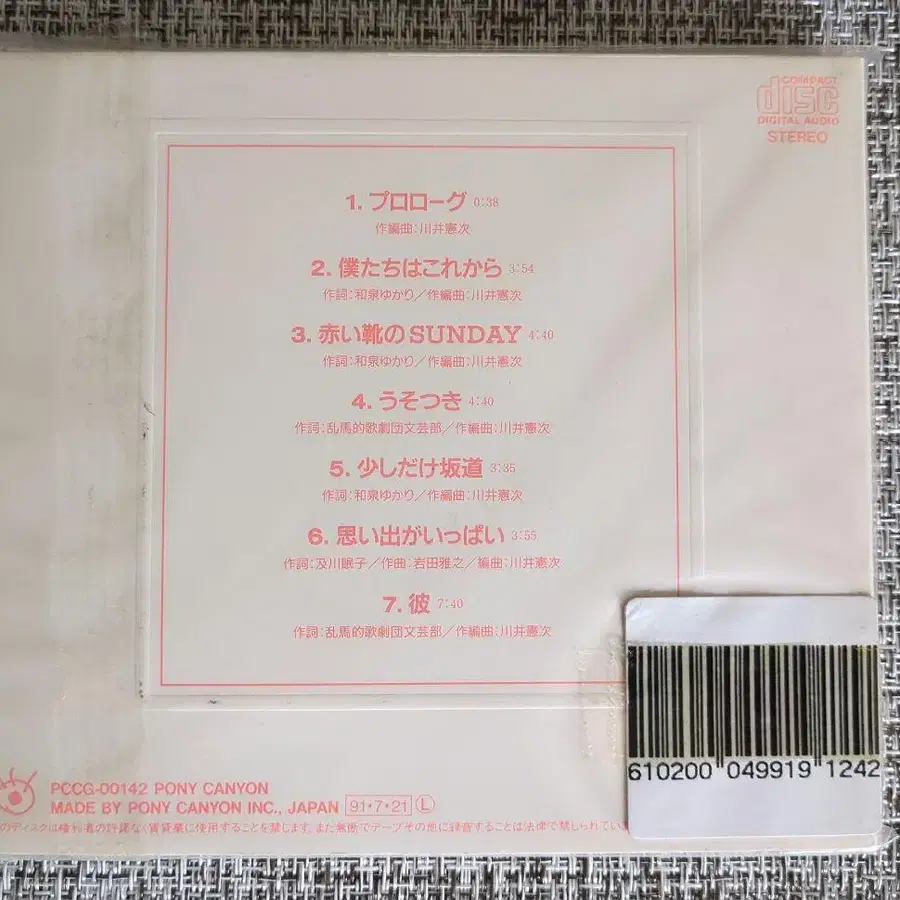 COMPACT
disc
DIGITAL AUDIO
STEREO
1. プロローグ 0:38
作編曲:川井憲次
2. 僕たちはこれから 3:54
作詞:和泉ゆかり/作編曲:川井憲次
3. 赤い靴のSUNDAY 4:40
作詞:和泉ゆかり/作編曲:川井憲次
4. うそつき 4:40
作詞:乱馬的歌劇団文芸部/作編曲:川井憲次
5. 少しだけ坂道 3:35
作詞:和泉ゆかり/作編曲:川井憲次
6. 思い出がいっぱい 3:55
作詞:及川眠子/作曲:岩田雅之/編曲:川井憲次
7. 彼 7:40
作詞:乱馬的歌劇団文芸部/作編曲:川井憲次
610200 049919 1242
PCCG-00142 PONY CANYON
MADE BY PONY CANYON INC., JAPAN 91・7・21 L
のディスクは権利者の許諾なく賃貸業に使用することを禁じます。また無断でテープその他に録音することは法律で禁じられていま